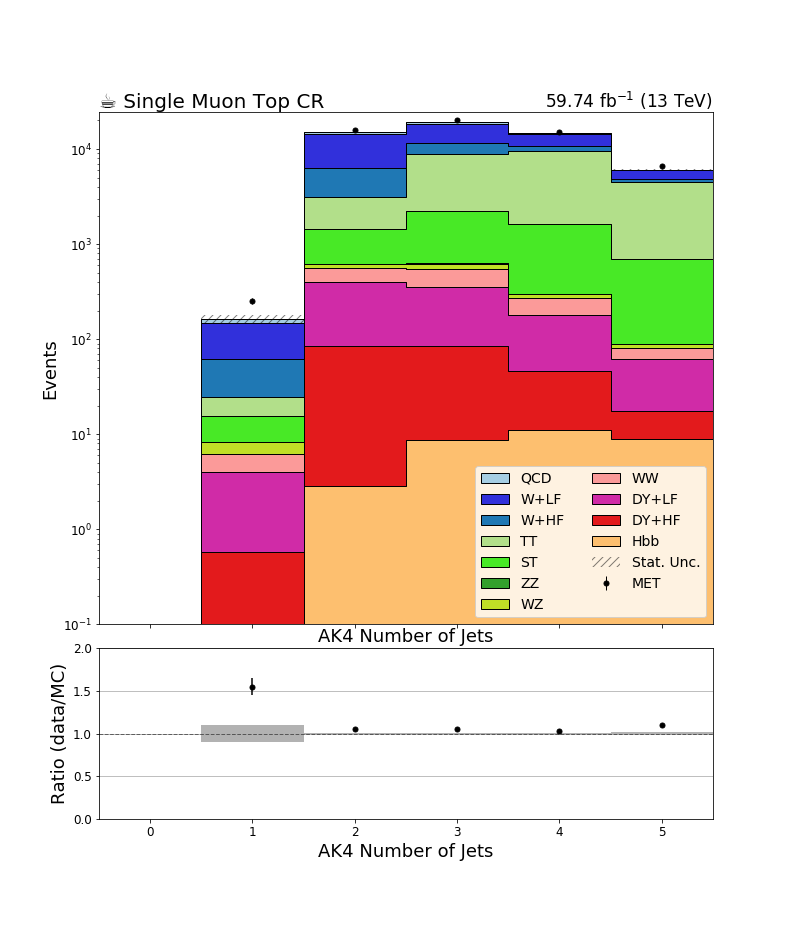 ☕ Single Muon Top CR 59.74 fb⁻¹ (13 TeV)
Events
10⁴
10³
10²
10¹
10⁰
10⁻¹
QCD WW
W+LF DY+LF
W+HF DY+HF
TT Hbb
ST Stat. Unc.
ZZ MET
WZ
AK4 Number of Jets
Ratio (data/MC)
2.0
1.5
1.0
0.5
0.0
0 1 2 3 4 5
AK4 Number of Jets